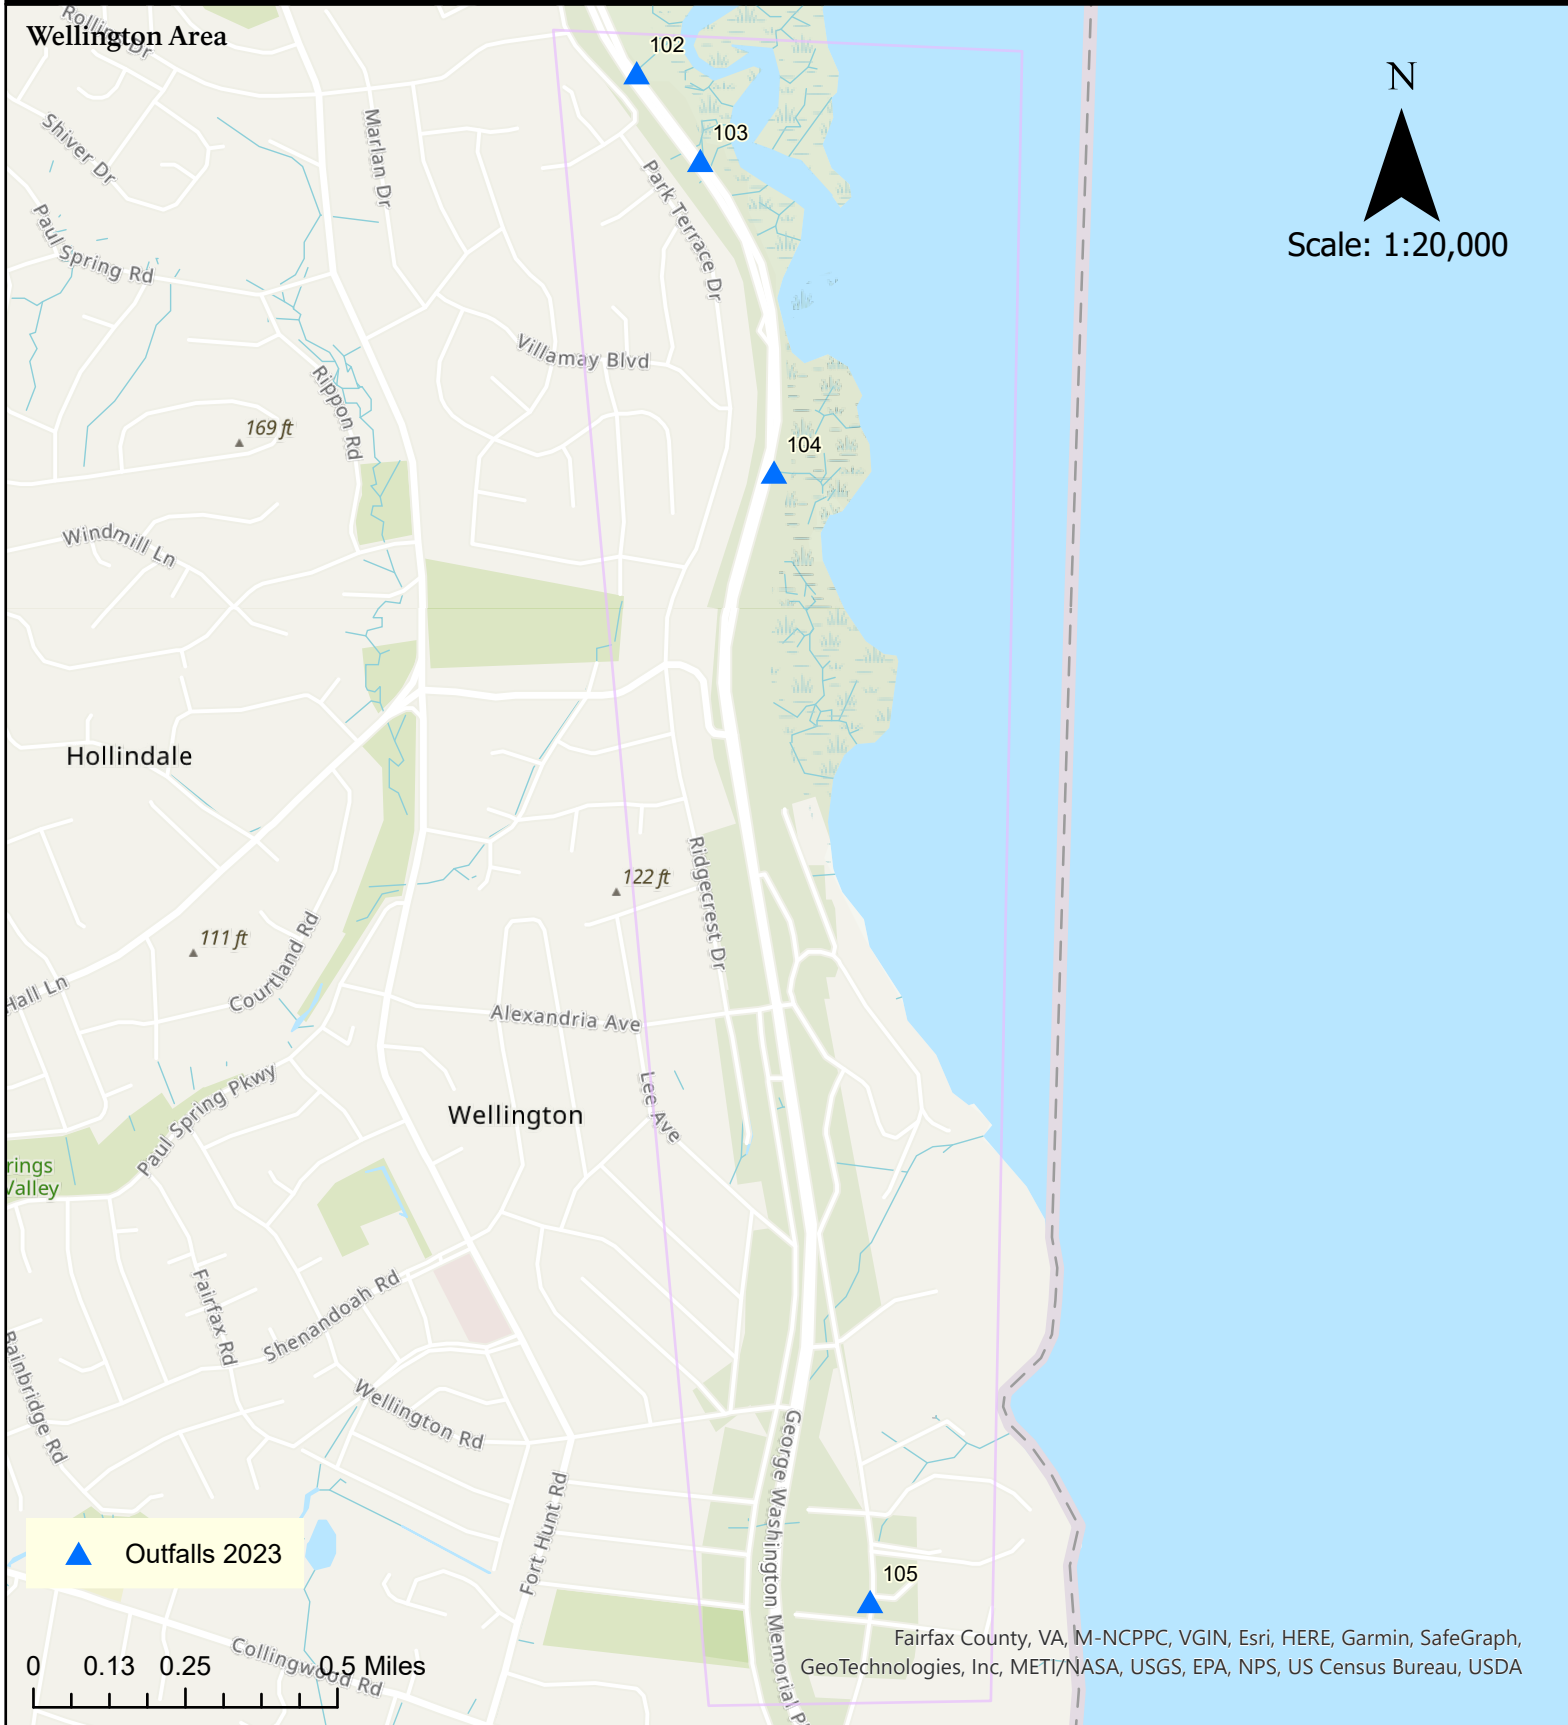 Rolling Dr
Wellington Area
102
N
103
Scale: 1:20,000
Shiver Dr
Marlan Dr
Park Terrace Dr
Paul Spring Rd
Villamay Blvd
Rippon Rd
169 ft
104
Windmill Ln
Hollindale
Ridgecrest Dr
122 ft
111 ft
Courtland Rd
Hall Ln
Alexandria Ave
Paul Spring Pkwy
Lee Ave
Wellington
rings
Valley
Fairfax Rd
Shenandoah Rd
Bainbridge Rd
Wellington Rd
George Washington Memorial P
Fort Hunt Rd
Outfalls 2023
105
Collingwood Rd
0 0.13 0.25 0.5 Miles
Fairfax County, VA, M-NCPPC, VGIN, Esri, HERE, Garmin, SafeGraph,
GeoTechnologies, Inc, METI/NASA, USGS, EPA, NPS, US Census Bureau, USDA